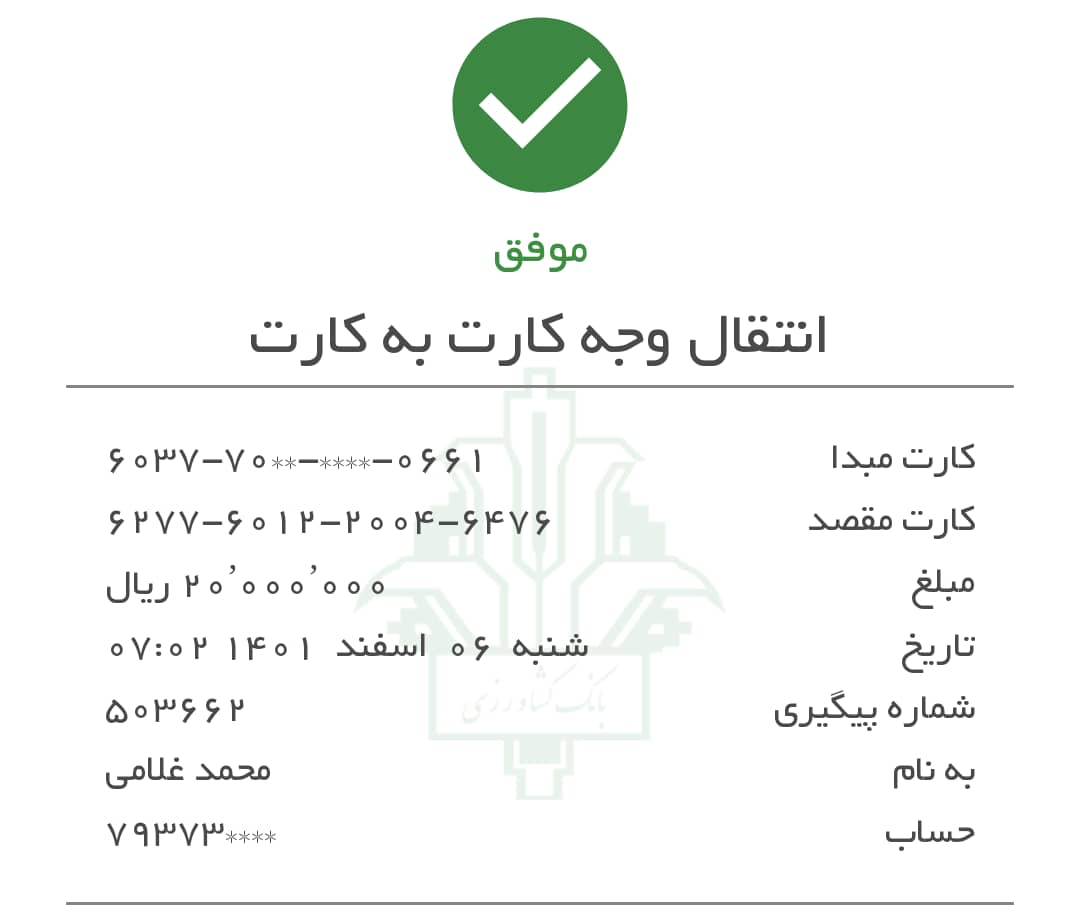 موفق
انتقال وجه کارت به کارت
کارت مبدا ۶۰۳۷-۷۰**-****-۰۶۶۱
کارت مقصد ۶۲۷۷-۶۰۱۲-۲۰۰۴-۶۴۷۶
مبلغ ۲۰٬۰۰۰٬۰۰۰ ریال
تاریخ شنبه ۰۶ اسفند ۱۴۰۱ ۰۷:۰۲
شماره پیگیری ۵۰۳۶۶۲
به نام محمد غلامی
حساب ۷۹۳۷۳****
بانک کشاورزی